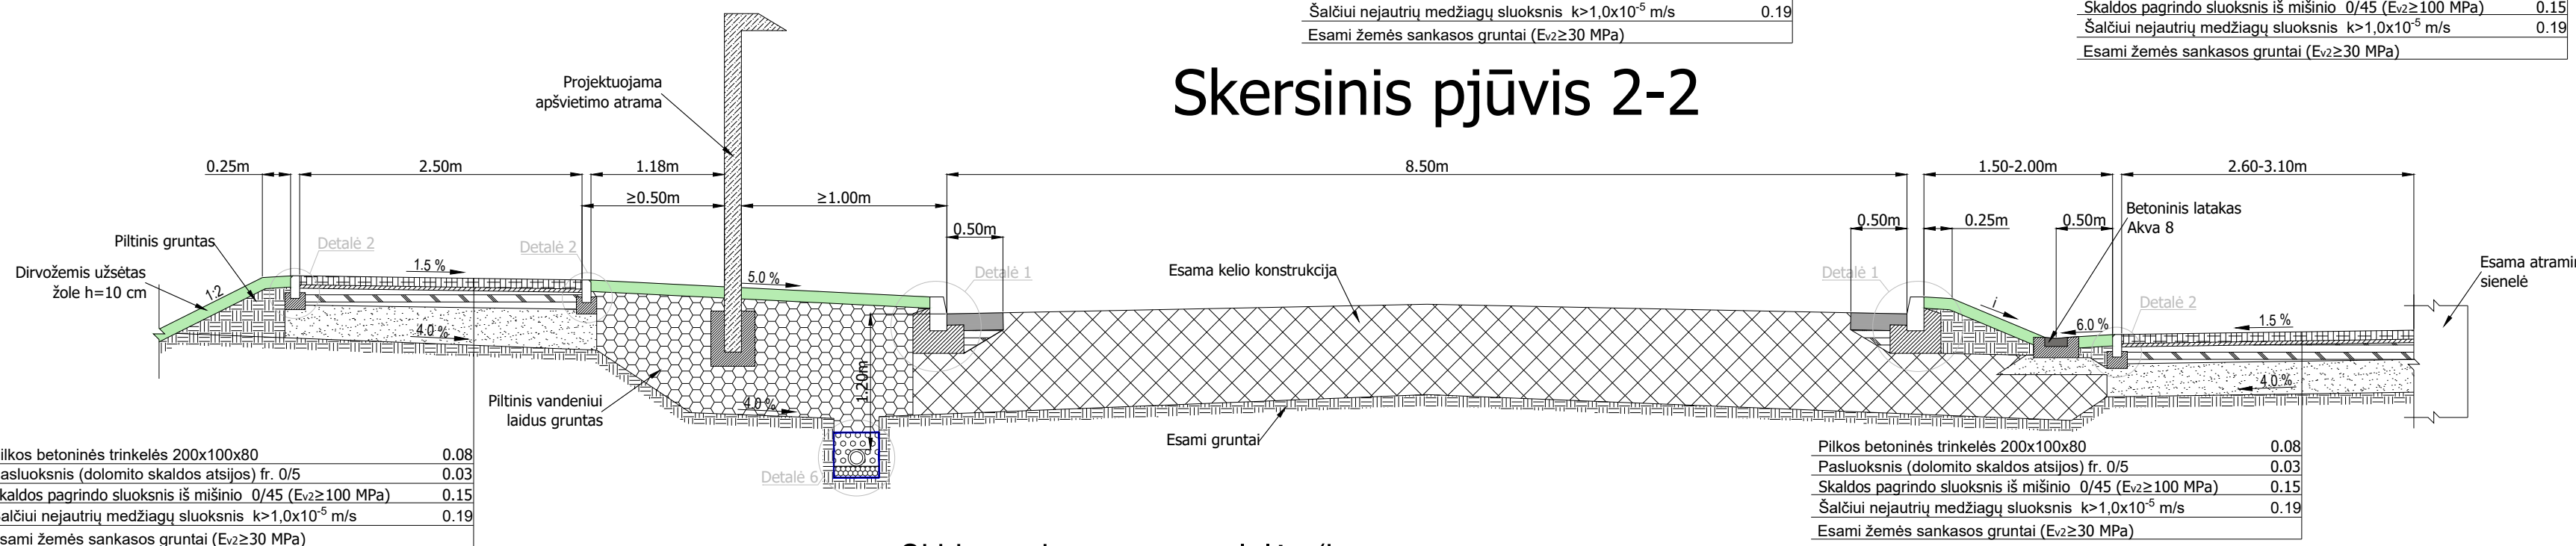 Šalčiui nejautrių medžiagų sluoksnis k>1,0x10⁻⁵ m/s 0.19
Esami žemės sankasos gruntai (Ev2≥30 MPa)
Skaldos pagrindo sluoksnis iš mišinio 0/45 (Ev2≥100 MPa) 0.15
Šalčiui nejautrių medžiagų sluoksnis k>1,0x10⁻⁵ m/s 0.19
Esami žemės sankasos gruntai (Ev2≥30 MPa)
Skersinis pjūvis 2-2
Projektuojama
apšvietimo atrama
0.25m 2.50m 1.18m 8.50m 1.50-2.00m 2.60-3.10m
≥0.50m ≥1.00m
0.50m 0.50m 0.25m 0.50m
Betoninis latakas
Akva 8
Piltinis gruntas
Detalė 2
Detalė 2
Detalė 1
Detalė 1
Detalė 2
Dirvožemis užsėtas
žole h=10 cm
1:2
1.5 %
5.0 %
Esama kelio konstrukcija
i
6.0 %
1.5 %
Esama
sienelė
4.0 %
1.20m
4.0 %
4.0 %
Piltinis vandeniui
laidus gruntas
Esami gruntai
Detalė 6
ilkos betoninės trinkelės 200x100x80 0.08
asluoksnis (dolomito skaldos atsijos) fr. 0/5 0.03
kaldos pagrindo sluoksnis iš mišinio 0/45 (Ev2≥100 MPa) 0.15
alčiui nejautrių medžiagų sluoksnis k>1,0x10⁻⁵ m/s 0.19
sami žemės sankasos gruntai (Ev2≥30 MPa)
Pilkos betoninės trinkelės 200x100x80 0.08
Pasluoksnis (dolomito skaldos atsijos) fr. 0/5 0.03
Skaldos pagrindo sluoksnis iš mišinio 0/45 (Ev2≥100 MPa) 0.15
Šalčiui nejautrių medžiagų sluoksnis k>1,0x10⁻⁵ m/s 0.19
Esami žemės sankasos gruntai (Ev2≥30 MPa)